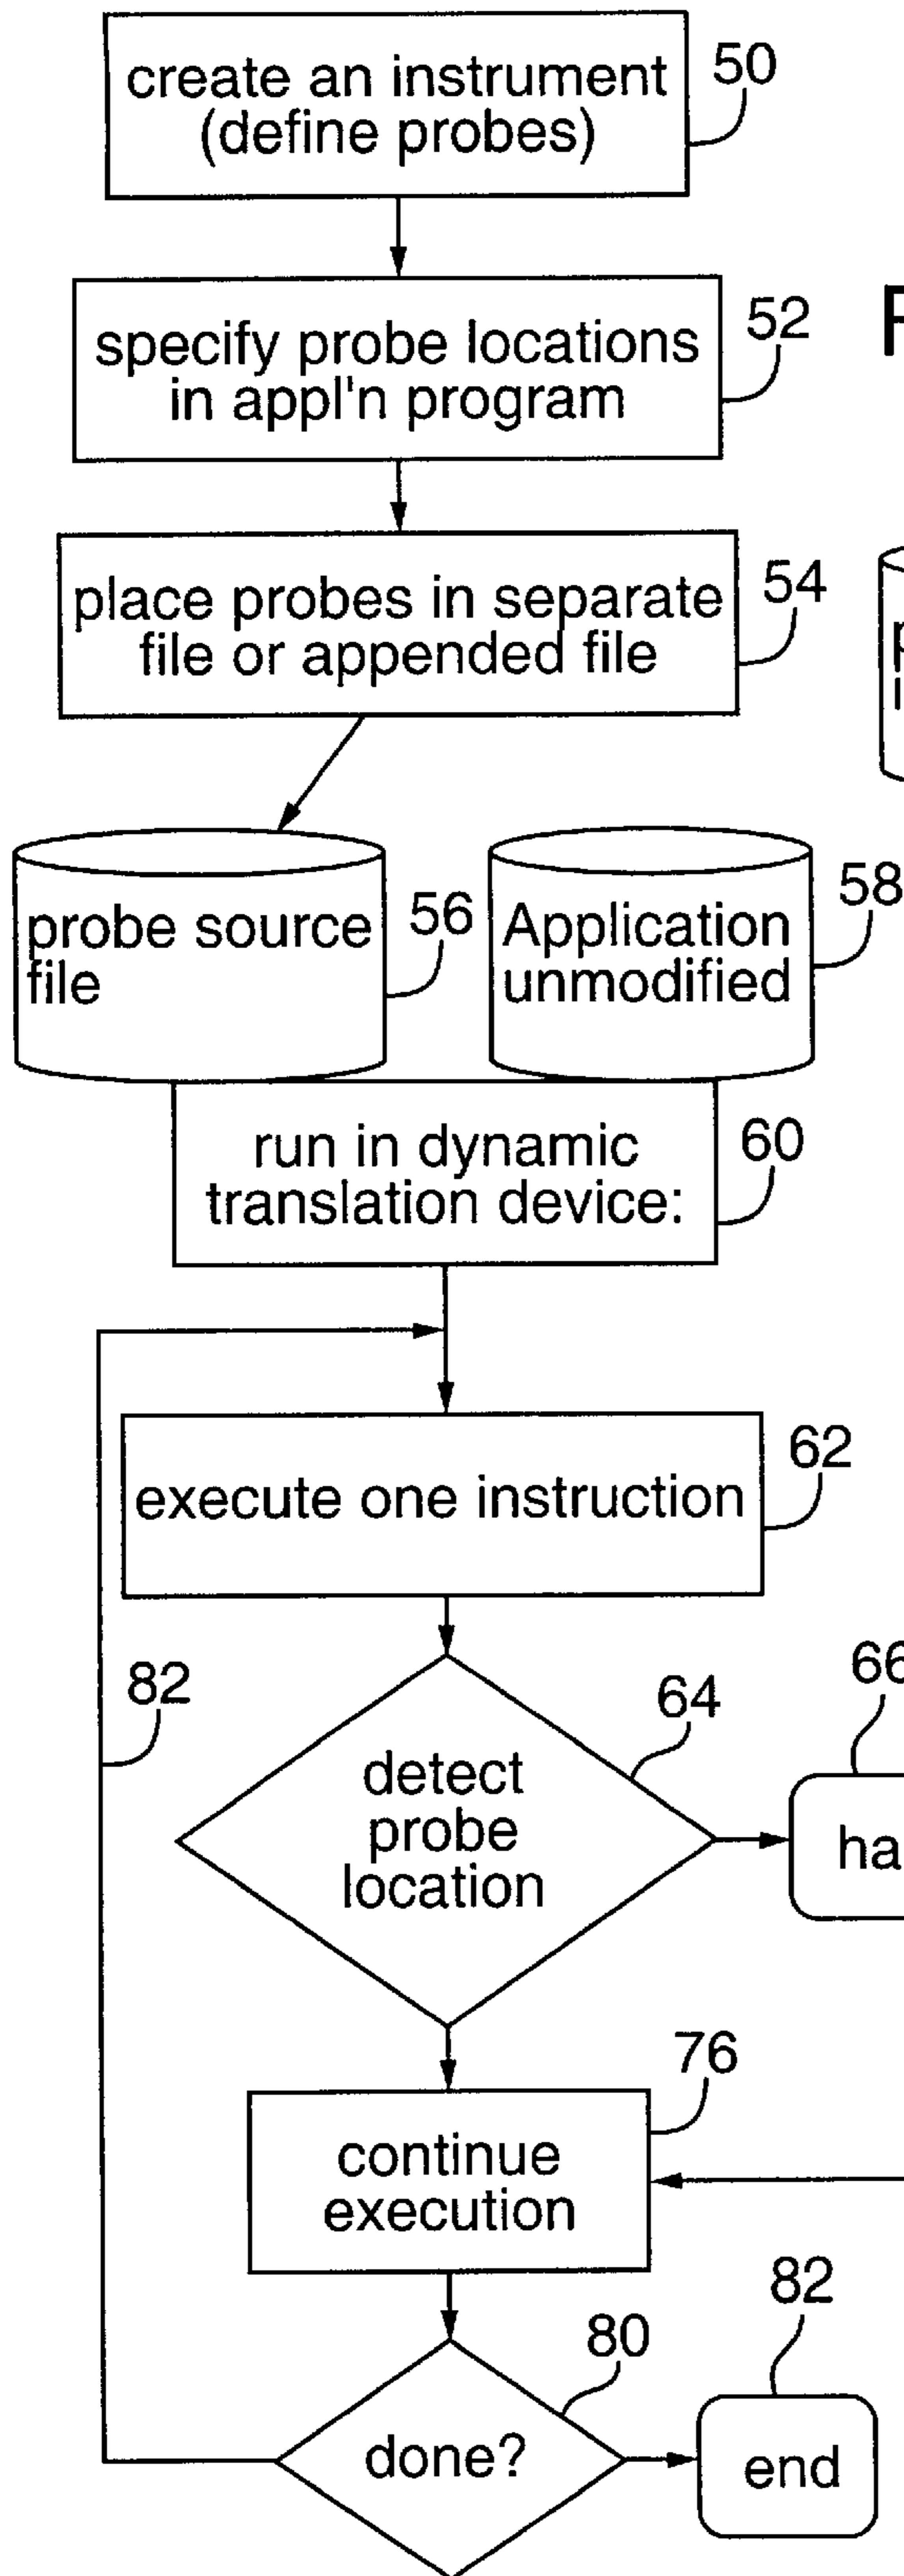 create an instrument
(define probes)
50
specify probe locations
in appl'n program
52
place probes in separate
file or appended file
54
probe source
file
56
Application
unmodified
58
run in dynamic
translation device:
60
execute one instruction
62
82
detect
probe
location
64
66
continue
execution
76
done?
80
end
82